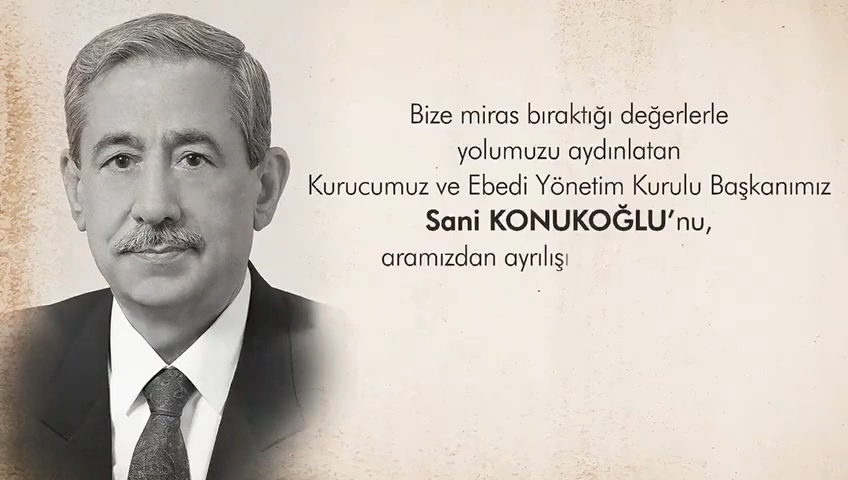 Bize miras bıraktığı değerlerle
yolumuzu aydınlatan
Kurucumuz ve Ebedi Yönetim Kurulu Başkanımız
Sani KONUKOĞLU'nu,
aramızdan ayrılışı